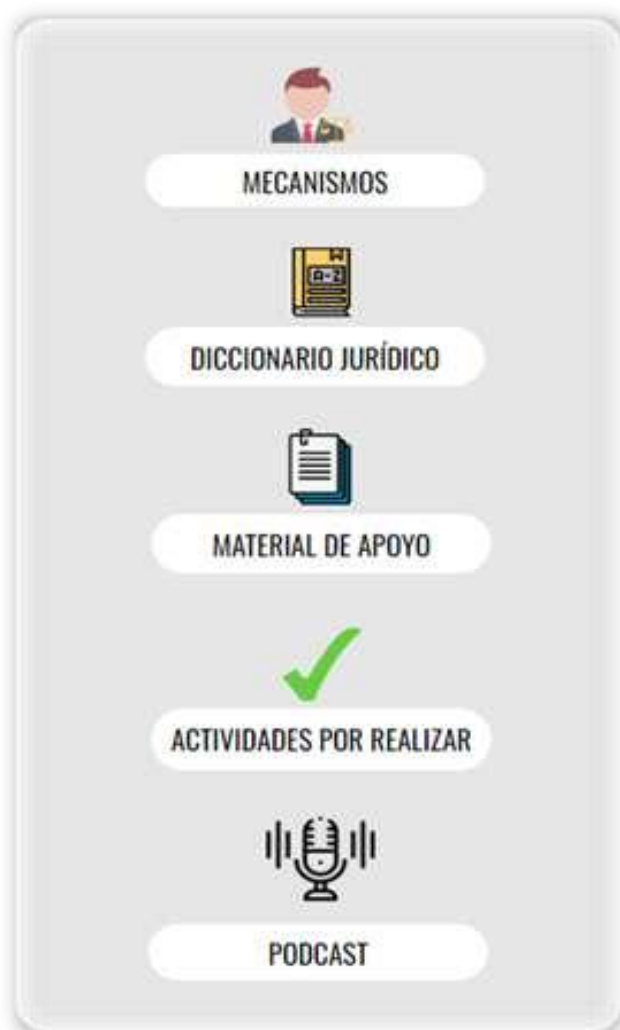 MECANISMOS
A-Z
DICCIONARIO JURÍDICO
MATERIAL DE APOYO
ACTIVIDADES POR REALIZAR
PODCAST